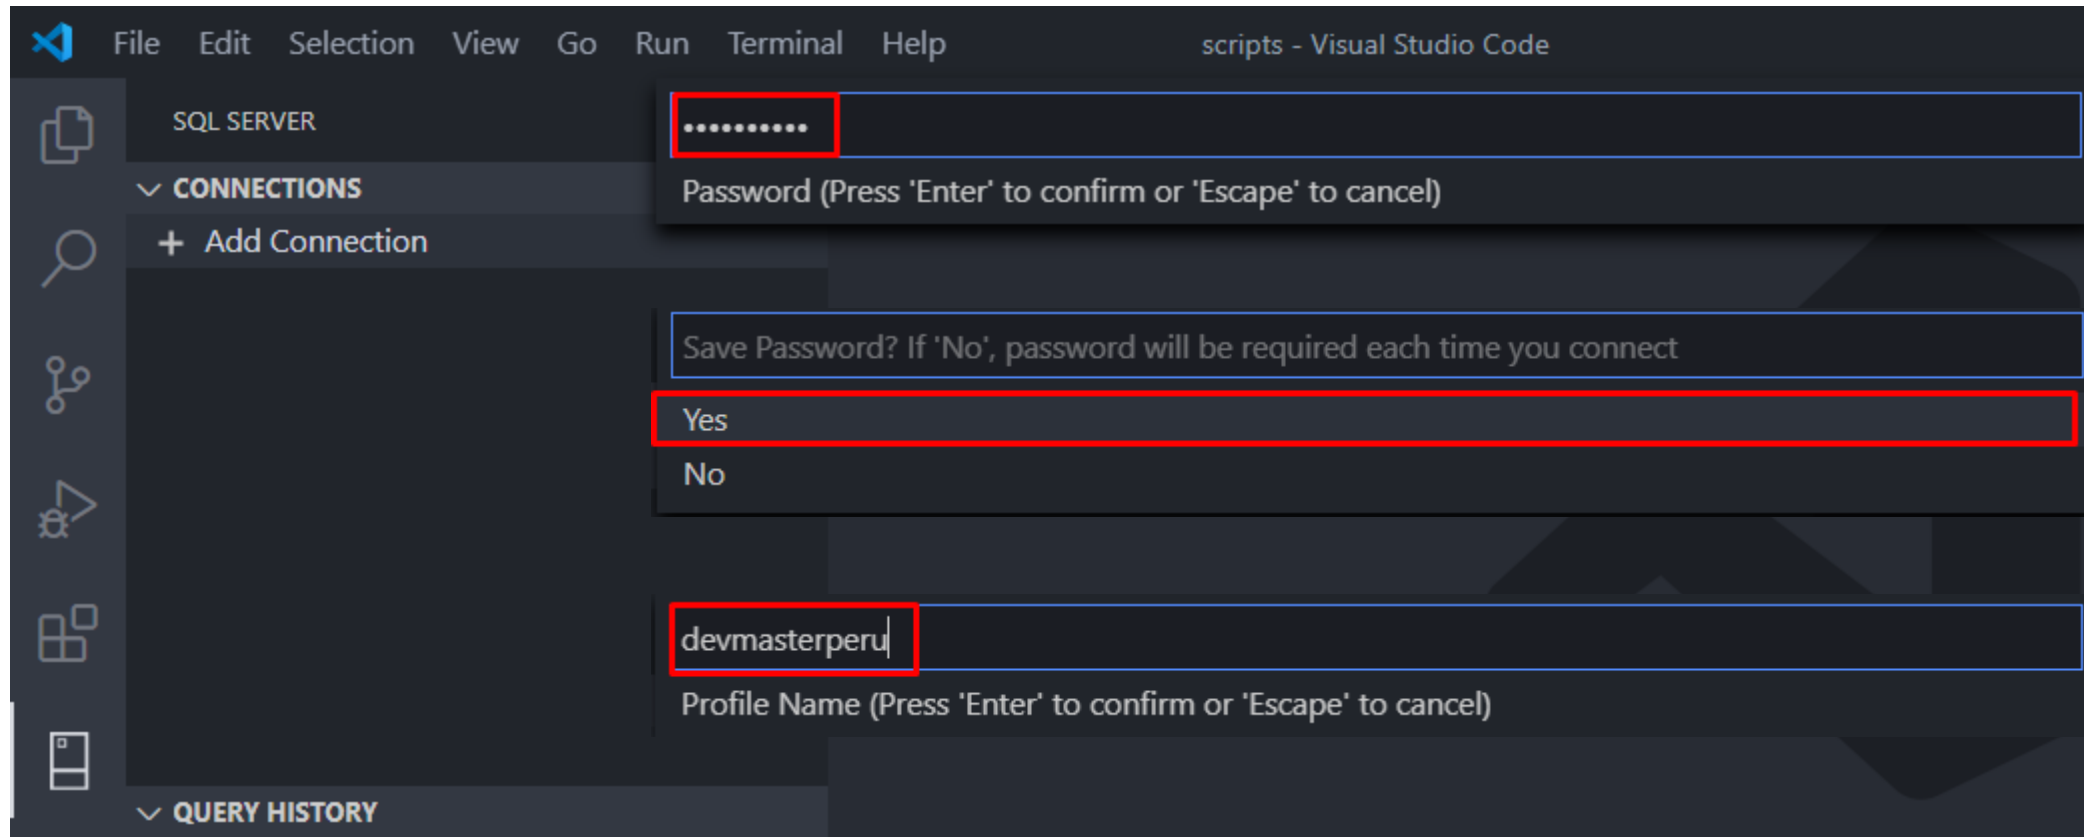 File Edit Selection View Go Run Terminal Help scripts - Visual Studio Code
SQL SERVER
CONNECTIONS
+ Add Connection
••••••••••
Password (Press 'Enter' to confirm or 'Escape' to cancel)
Save Password? If 'No', password will be required each time you connect
Yes
No
devmasterperu
Profile Name (Press 'Enter' to confirm or 'Escape' to cancel)
QUERY HISTORY